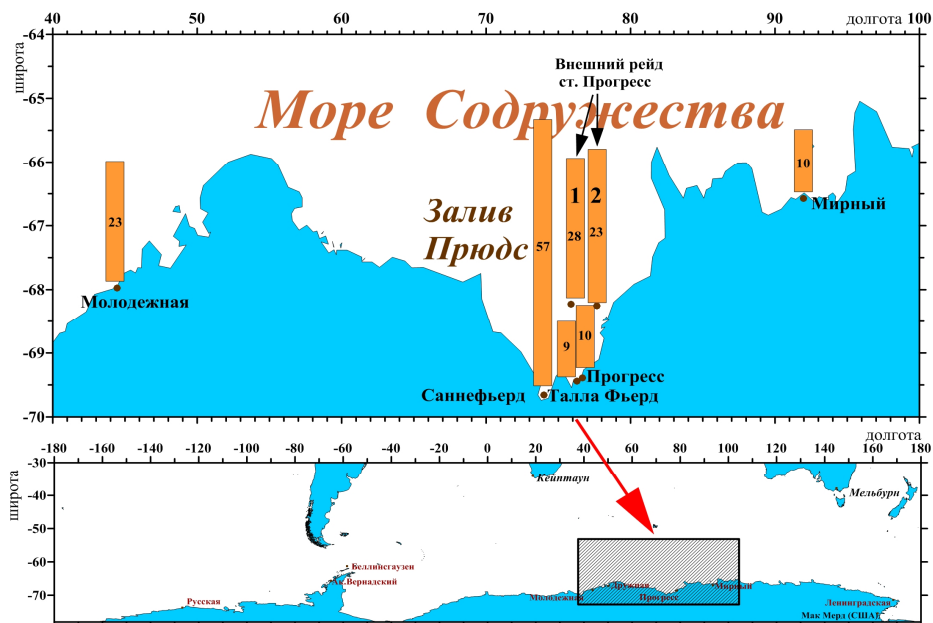 40 50 60 70 80 90 долгота 100
-64
широта
-65
-66
-67
-68
-69
-70
Внешний рейд
ст. Прогресс
Море Содружества
Залив
Прюдс
23
57
1
28
2
23
10
9
10
Мирный
Молодежная
Прогресс
Саннефьерд
Талла Фьерд
долгота
-180 -160 -140 -120 -100 -80 -60 -40 -20 0 20 40 60 80 100 120 140 160 180
широта
-30
-40
-50
-60
-70
Кейптаун
Мельбурн
Беллинсгаузен
Ак.Вернадский
Русская
Молодежная
Дружная
Прогресс
Мирный
Ленинградская
Мак Мерд (США)